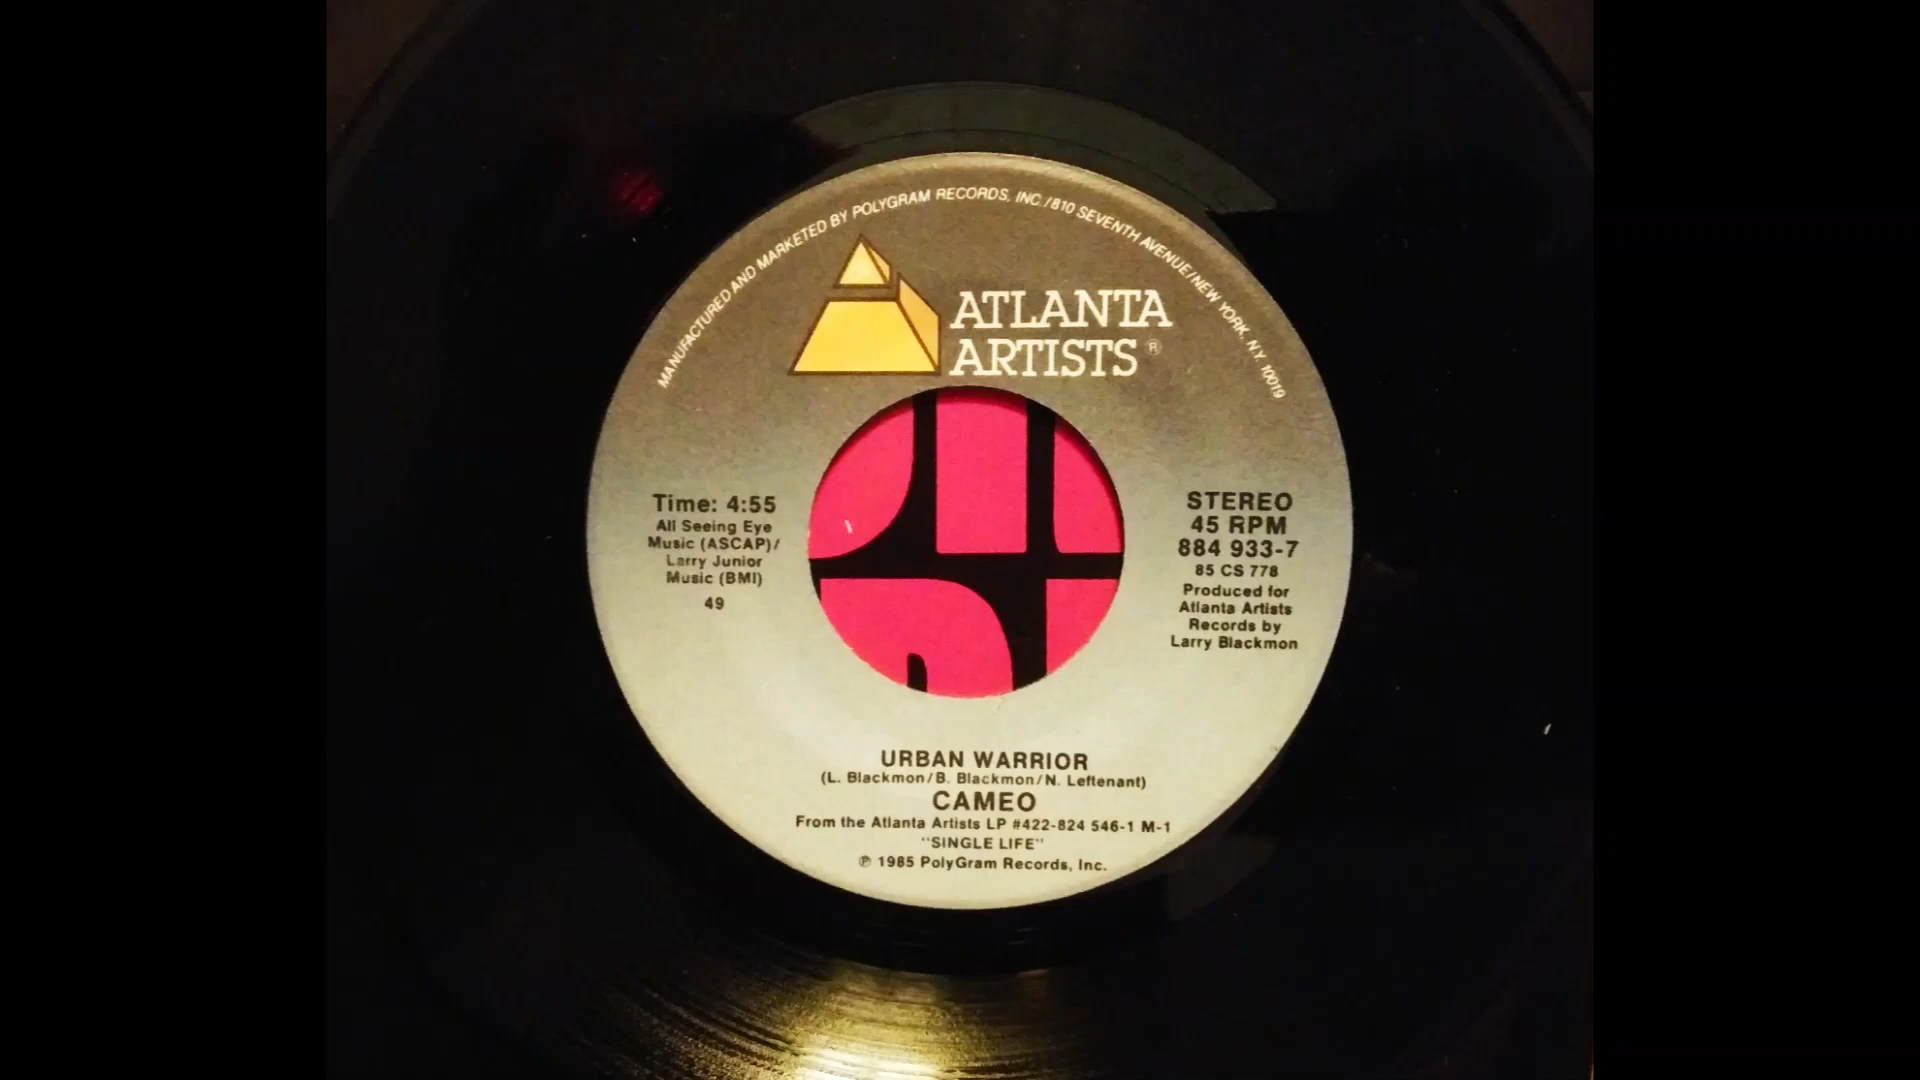 MANUFACTURED AND MARKETED BY POLYGRAM RECORDS, INC./810 SEVENTH AVENUE/NEW YORK, N.Y. 10019
ATLANTA
ARTISTS ®
Time: 4:55
All Seeing Eye
Music (ASCAP)/
Larry Junior
Music (BMI)
49
STEREO
45 RPM
884 933-7
85 CS 778
Produced for
Atlanta Artists
Records by
Larry Blackmon
URBAN WARRIOR
(L. Blackmon/B. Blackmon/N. Leftenant)
CAMEO
From the Atlanta Artists LP #422-824 546-1 M-1
"SINGLE LIFE"
℗ 1985 PolyGram Records, Inc.